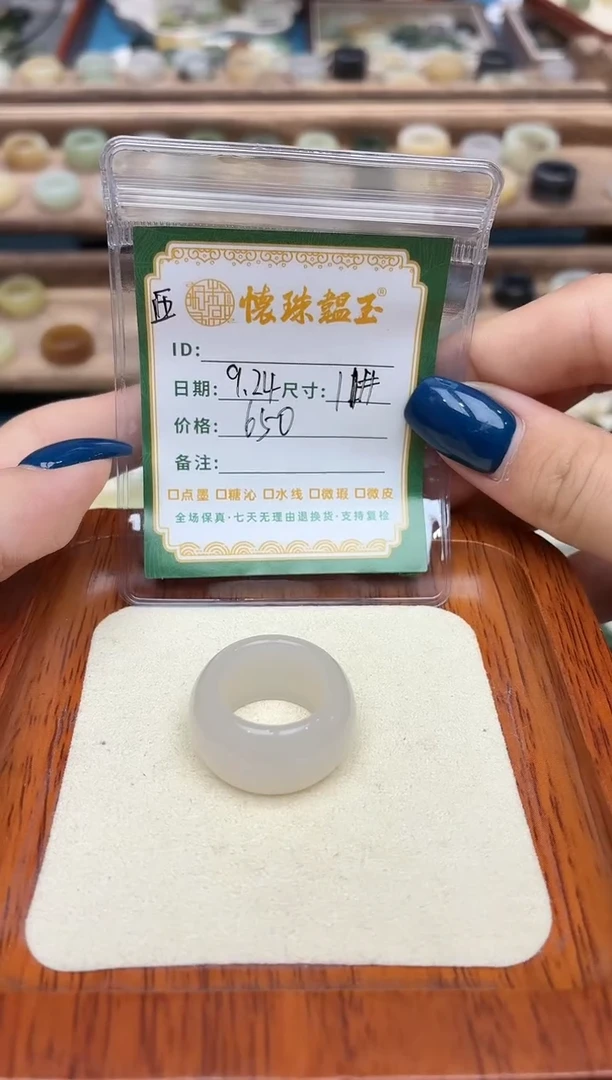 懷珠韞玉®
ID:
日期: 9.24 尺寸: 11#
价格: 650
备注:
□点墨 □糖沁 □水线 □微瑕 □微皮
全场保真·七天无理由退换货·支持复检